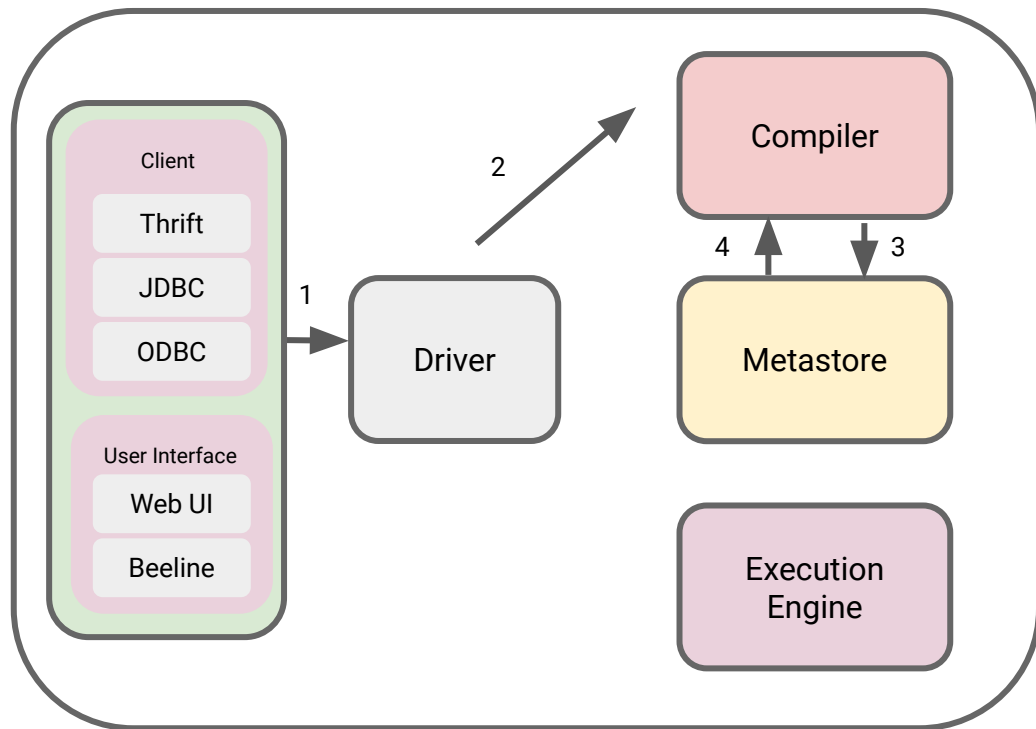 Client
Thrift
JDBC
ODBC
User Interface
Web UI
Beeline
1
Driver
2
Compiler
4
3
Metastore
Execution
Engine